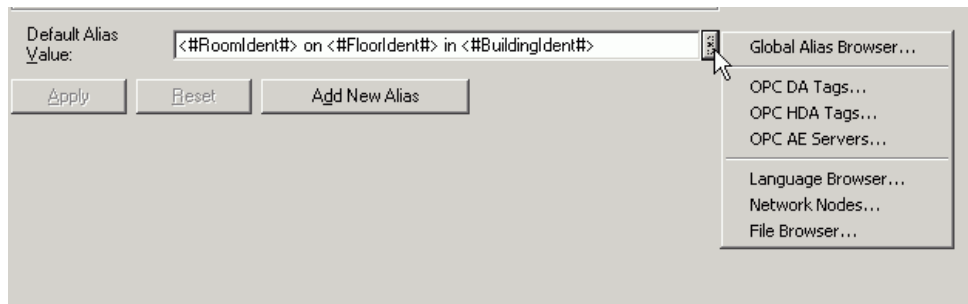 Default Alias
Value:
<#RoomIdent#> on <#FloorIdent#> in <#BuildingIdent#>
Apply
Reset
Add New Alias
Global Alias Browser...
OPC DA Tags...
OPC HDA Tags...
OPC AE Servers...
Language Browser...
Network Nodes...
File Browser...